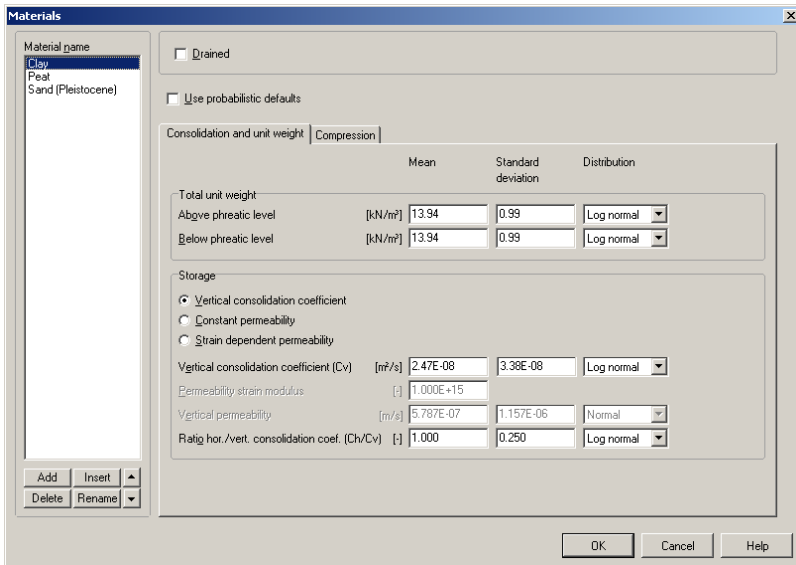 Materials
Material name
Clay
Peat
Sand (Pleistocene)
Add Insert
Delete Rename
Drained
Use probabilistic defaults
Consolidation and unit weight Compression
Mean Standard deviation Distribution
Total unit weight
Above phreatic level [kN/m³] 13.94 0.99 Log normal
Below phreatic level [kN/m³] 13.94 0.99 Log normal
Storage
Vertical consolidation coefficient
Constant permeability
Strain dependent permeability
Vertical consolidation coefficient (Cv) [m²/s] 2.47E-08 3.38E-08 Log normal
Permeability strain modulus [-] 1.000E+15
Vertical permeability [m/s] 5.787E-07 1.157E-06 Normal
Ratio hor./vert. consolidation coef. (Ch/Cv) [-] 1.000 0.250 Log normal
OK Cancel Help